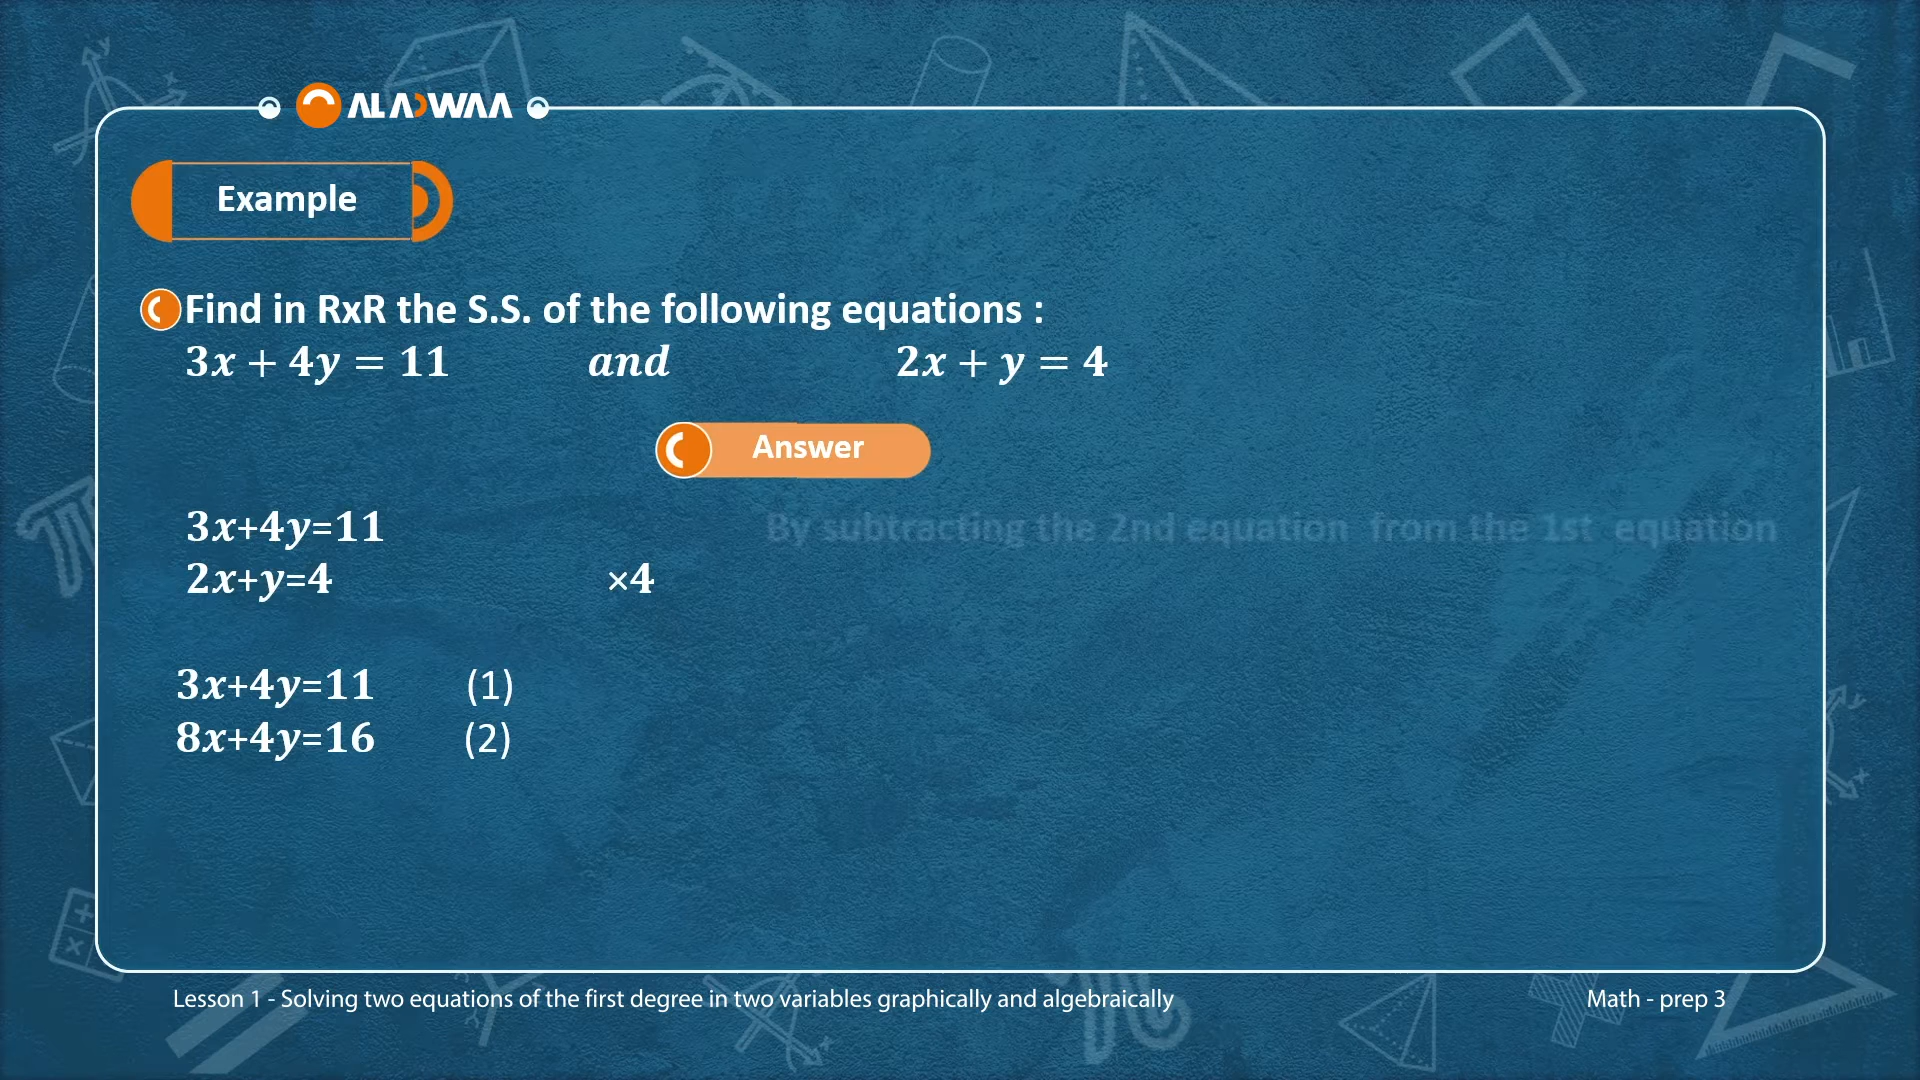 ALADWAA
Example
Find in RxR the S.S. of the following equations :
3x + 4y = 11 and 2x + y = 4
Answer
3x+4y=11
By subtracting the 2nd equation from the 1st equation
2x+y=4 ×4
3x+4y=11 (1)
8x+4y=16 (2)
Lesson 1 - Solving two equations of the first degree in two variables graphically and algebraically
Math - prep 3